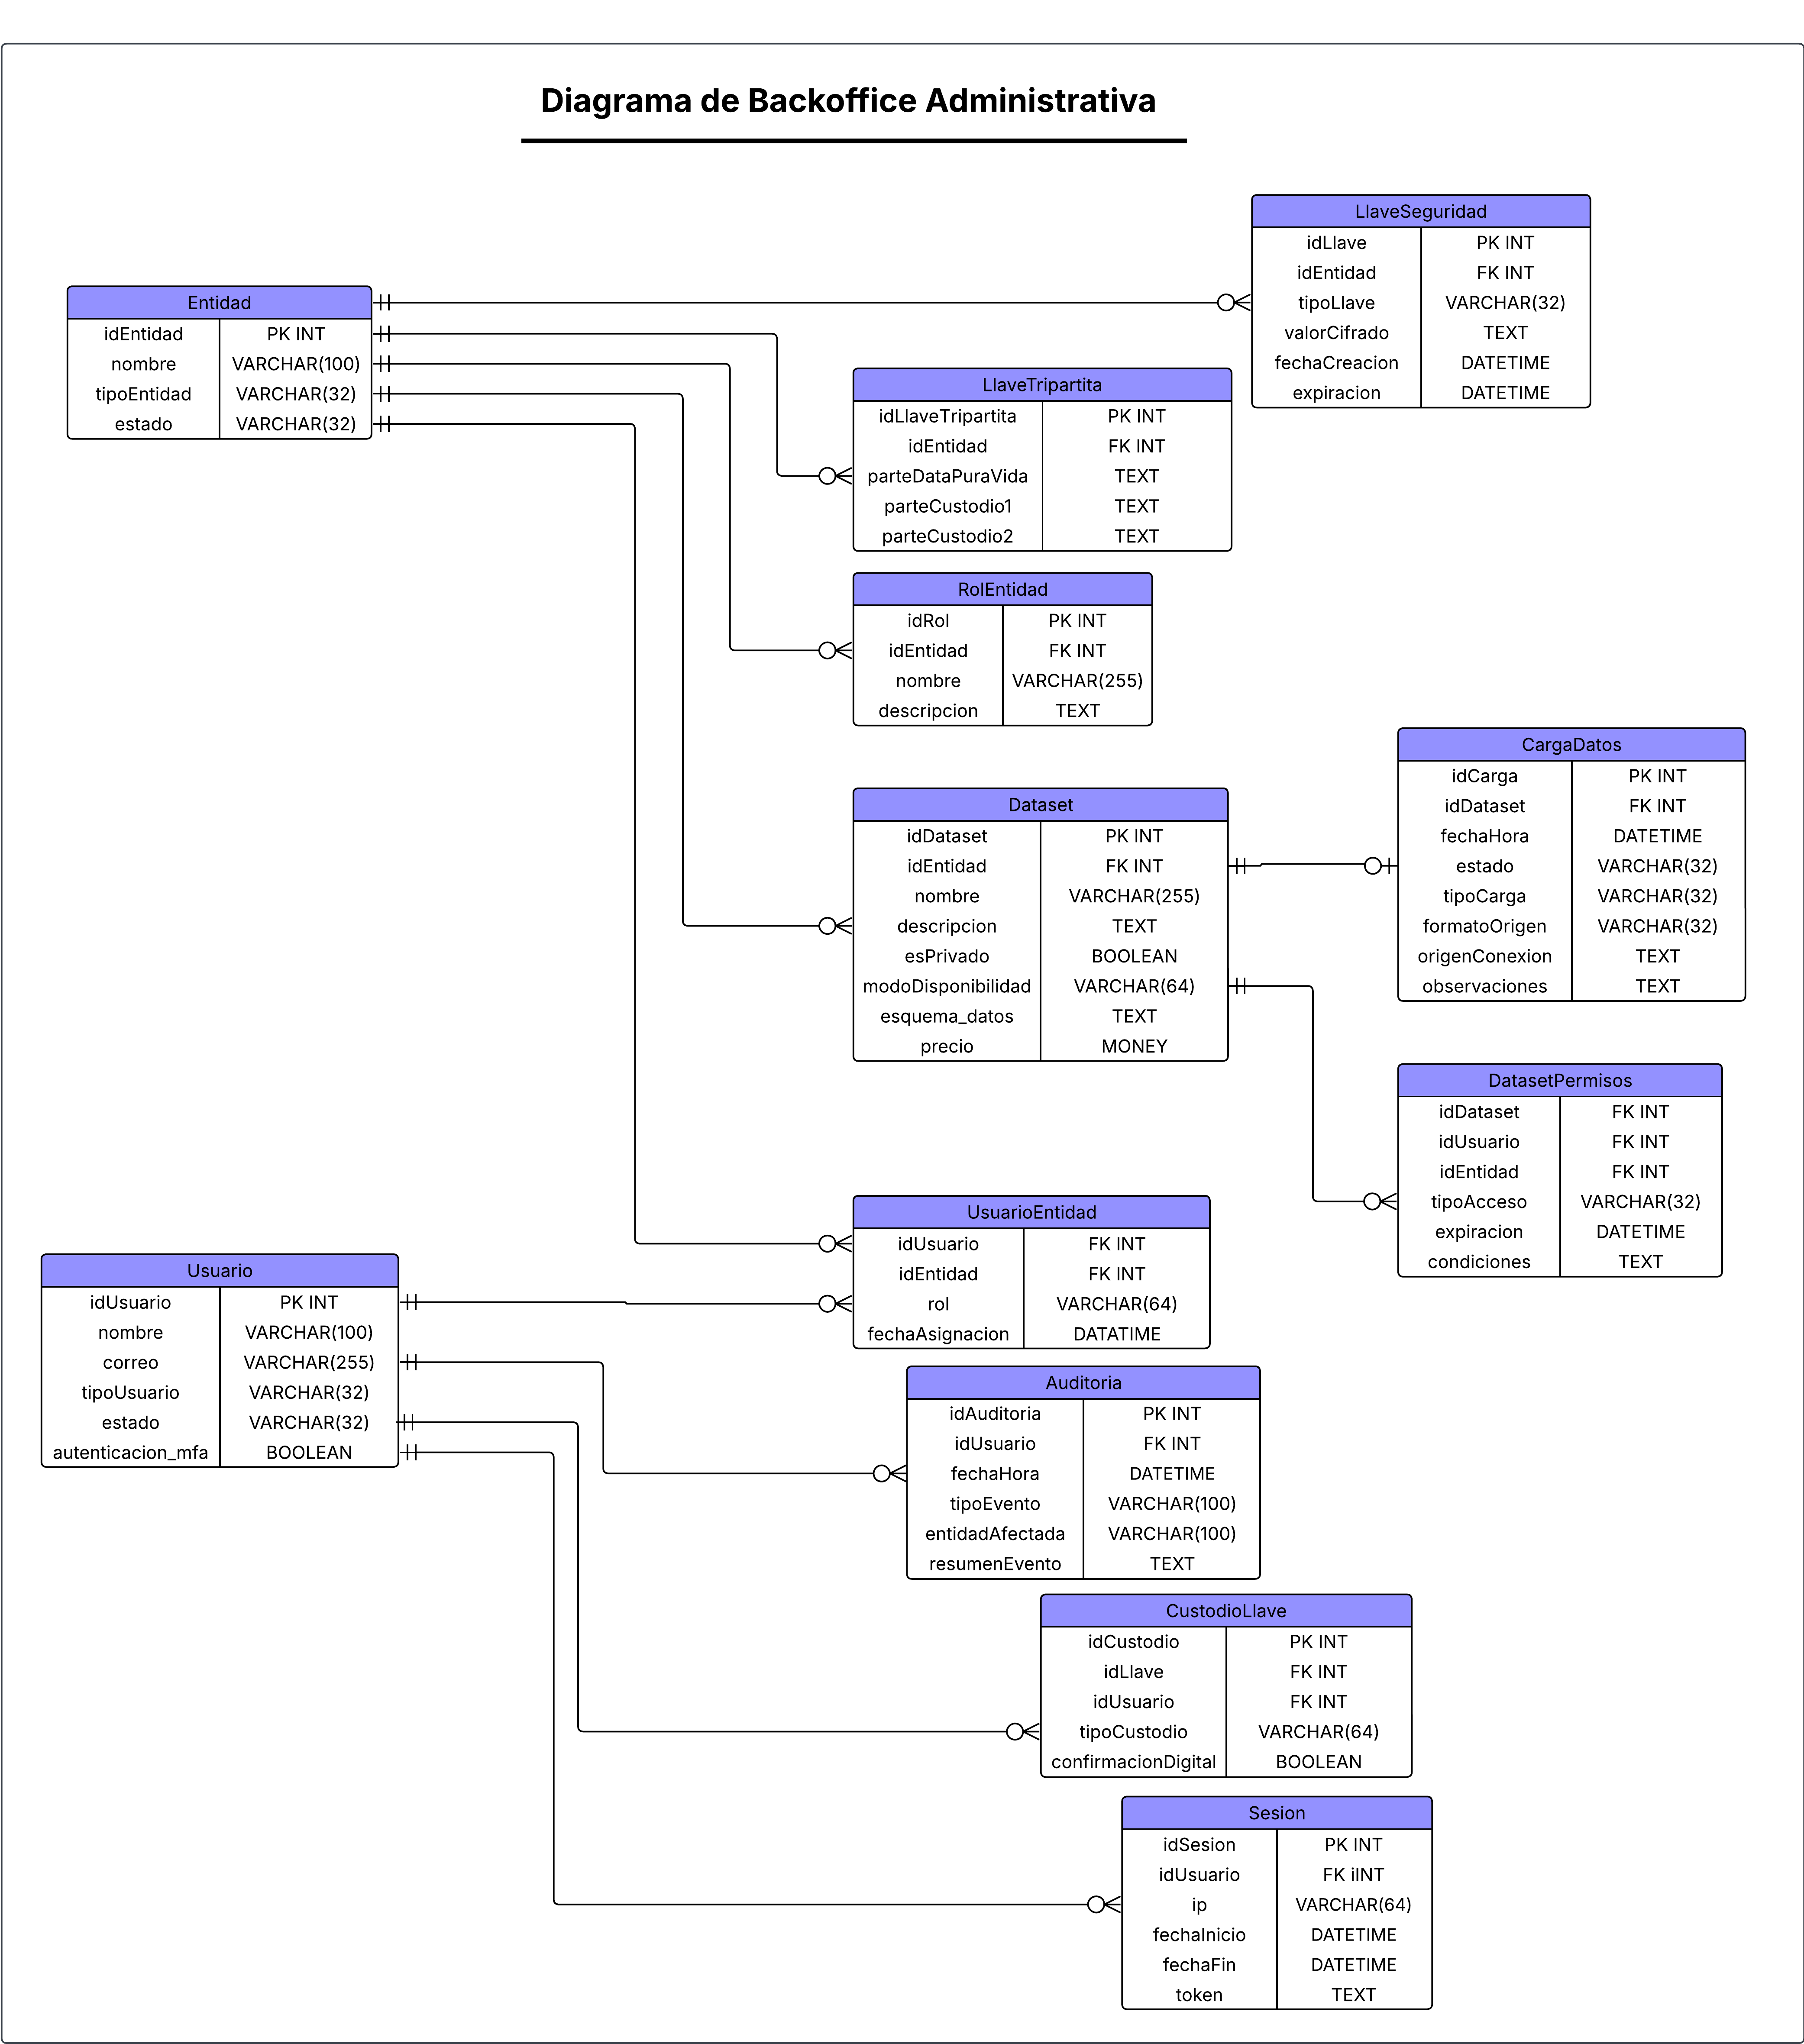 Diagrama de Backoffice Administrativa
LlaveSeguridad
idLlave PK INT
idEntidad FK INT
tipoLlave VARCHAR(32)
valorCifrado TEXT
fechaCreacion DATETIME
expiracion DATETIME
Entidad
idEntidad PK INT
nombre VARCHAR(100)
tipoEntidad VARCHAR(32)
estado VARCHAR(32)
LlaveTripartita
idLlaveTripartita PK INT
idEntidad FK INT
parteDataPuraVida TEXT
parteCustodio1 TEXT
parteCustodio2 TEXT
RolEntidad
idRol PK INT
idEntidad FK INT
nombre VARCHAR(255)
descripcion TEXT
CargaDatos
idCarga PK INT
idDataset FK INT
fechaHora DATETIME
estado VARCHAR(32)
tipoCarga VARCHAR(32)
formatoOrigen VARCHAR(32)
origenConexion TEXT
observaciones TEXT
Dataset
idDataset PK INT
idEntidad FK INT
nombre VARCHAR(255)
descripcion TEXT
esPrivado BOOLEAN
modoDisponibilidad VARCHAR(64)
esquema_datos TEXT
precio MONEY
DatasetPermisos
idDataset FK INT
idUsuario FK INT
idEntidad FK INT
tipoAcceso VARCHAR(32)
expiracion DATETIME
condiciones TEXT
UsuarioEntidad
idUsuario FK INT
idEntidad FK INT
rol VARCHAR(64)
fechaAsignacion DATATIME
Usuario
idUsuario PK INT
nombre VARCHAR(100)
correo VARCHAR(255)
tipoUsuario VARCHAR(32)
estado VARCHAR(32)
autenticacion_mfa BOOLEAN
Auditoria
idAuditoria PK INT
idUsuario FK INT
fechaHora DATETIME
tipoEvento VARCHAR(100)
entidadAfectada VARCHAR(100)
resumenEvento TEXT
CustodioLlave
idCustodio PK INT
idLlave FK INT
idUsuario FK INT
tipoCustodio VARCHAR(64)
confirmacionDigital BOOLEAN
Sesion
idSesion PK INT
idUsuario FK iINT
ip VARCHAR(64)
fechaInicio DATETIME
fechaFin DATETIME
token TEXT